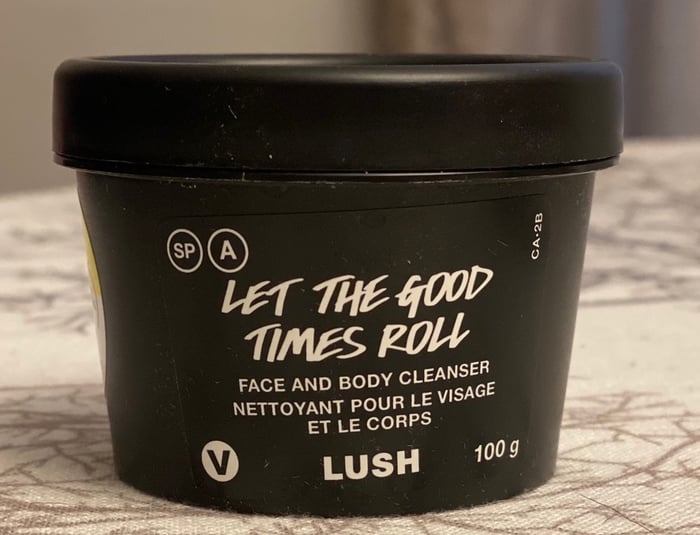 SP A
LET THE GOOD
TIMES ROLL
FACE AND BODY CLEANSER
NETTOYANT POUR LE VISAGE
ET LE CORPS
V
LUSH
100 g
CA-2B